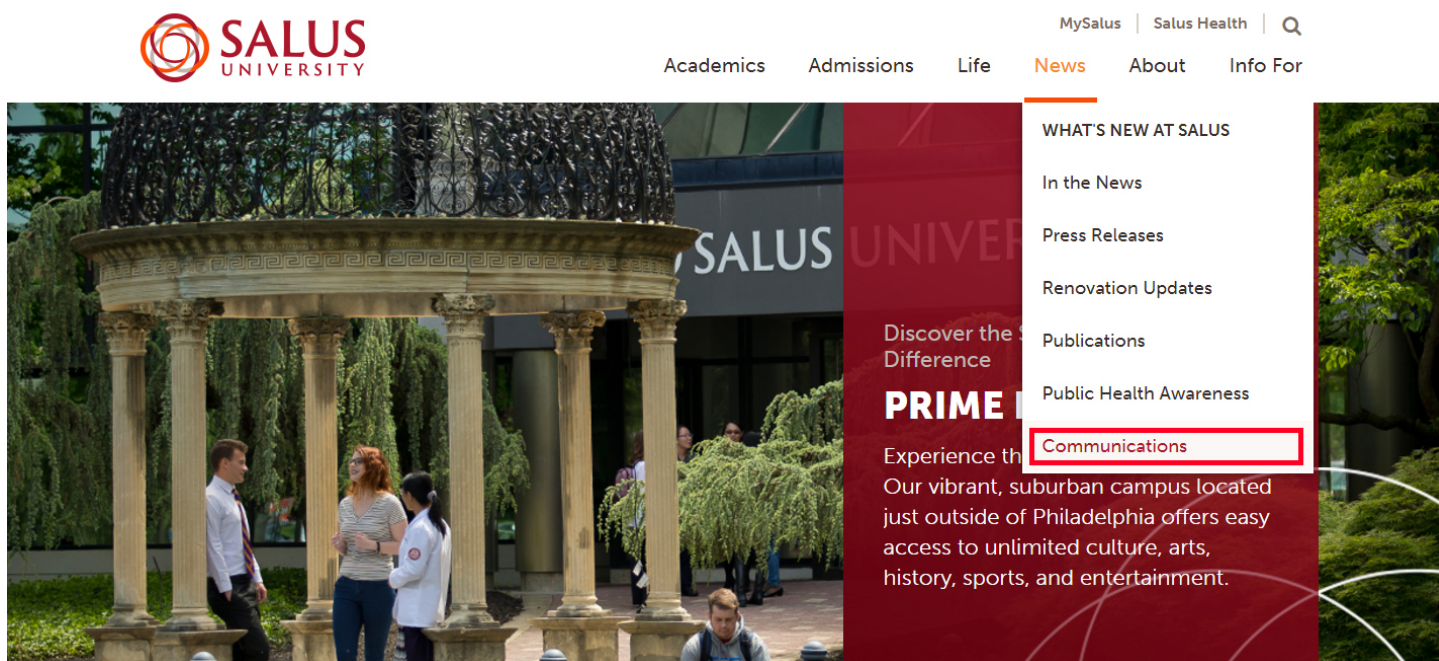 SALUS
UNIVERSITY
MySalus
Salus Health
Academics
Admissions
Life
News
About
Info For
WHAT'S NEW AT SALUS
In the News
Press Releases
Renovation Updates
Publications
Public Health Awareness
Communications
SALUS UNIVER
Discover the
Difference
PRIME
Experience th
Our vibrant, suburban campus located
just outside of Philadelphia offers easy
access to unlimited culture, arts,
history, sports, and entertainment.